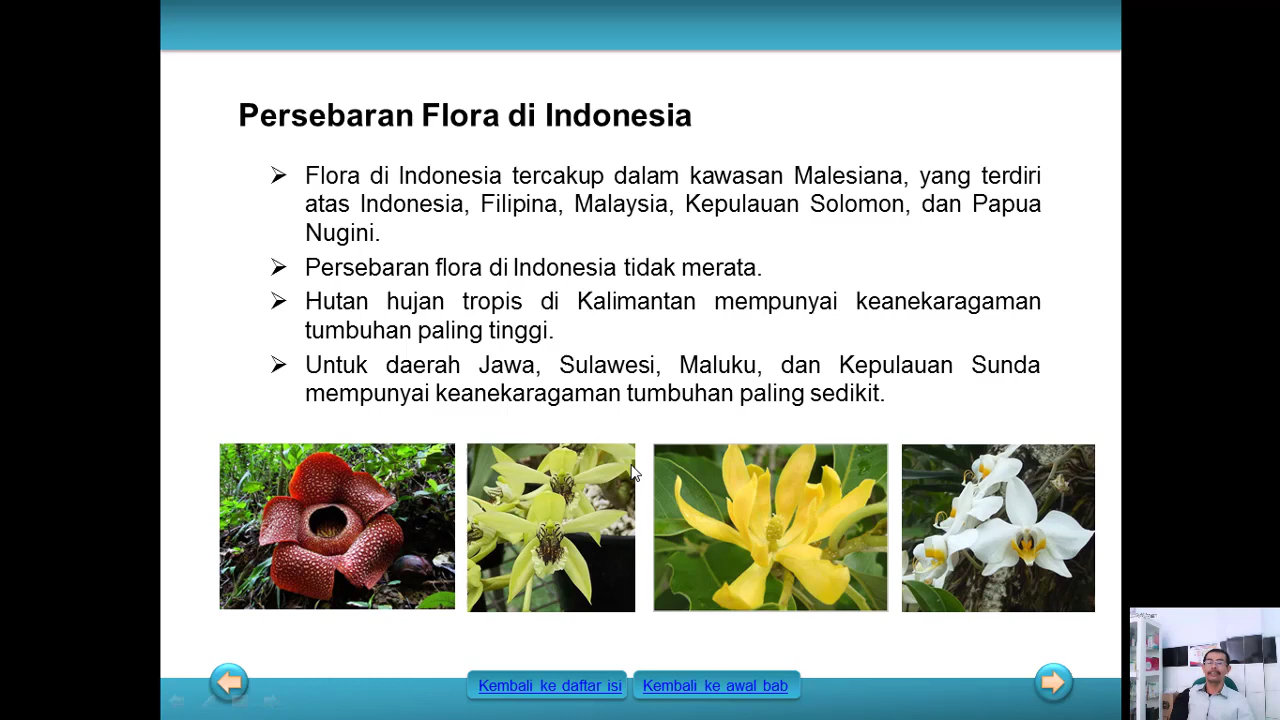 Persebaran Flora di Indonesia
Flora di Indonesia tercakup dalam kawasan Malesiana, yang terdiri
atas Indonesia, Filipina, Malaysia, Kepulauan Solomon, dan Papua
Nugini.
Persebaran flora di Indonesia tidak merata.
Hutan hujan tropis di Kalimantan mempunyai keanekaragaman
tumbuhan paling tinggi.
Untuk daerah Jawa, Sulawesi, Maluku, dan Kepulauan Sunda
mempunyai keanekaragaman tumbuhan paling sedikit.
Kembali ke daftar isi
Kembali ke awal bab